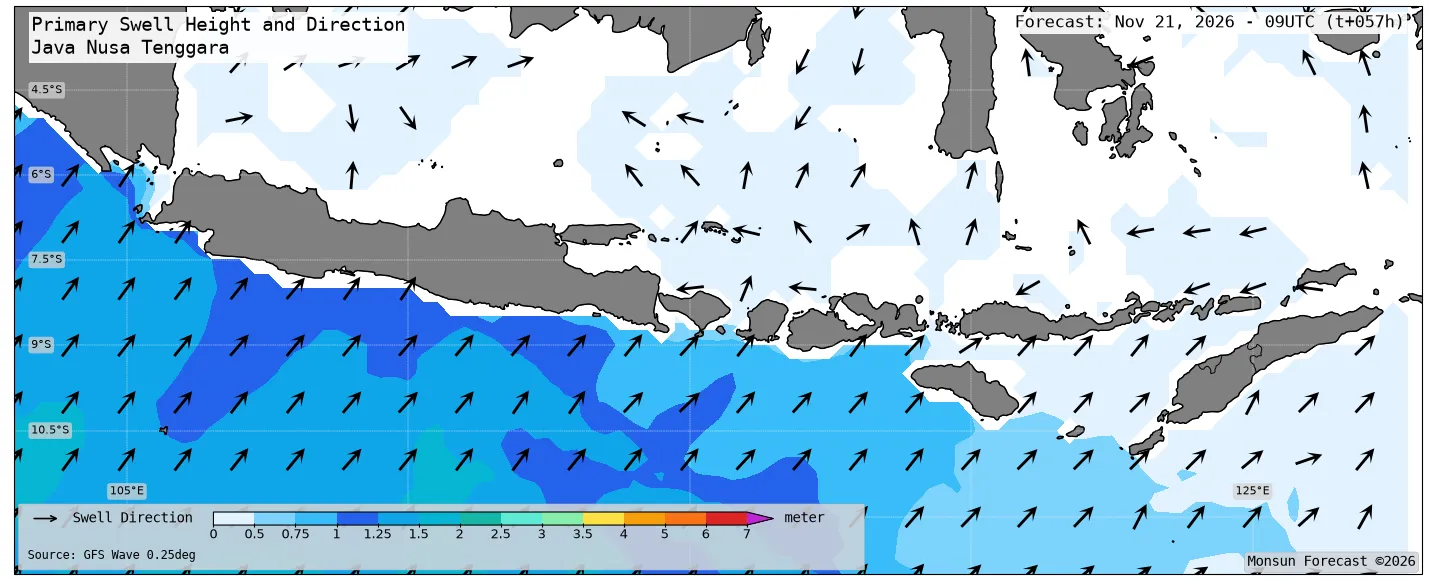 Primary Swell Height and Direction
Java Nusa Tenggara
Forecast: Nov 21, 2026 - 09UTC (t+057h)
4.5°S
6°S
7.5°S
9°S
10.5°S
105°E
125°E
Swell Direction
0 0.5 0.75 1 1.25 1.5 2 2.5 3 3.5 4 5 6 7
meter
Source: GFS Wave 0.25deg
Monsun Forecast ©2026